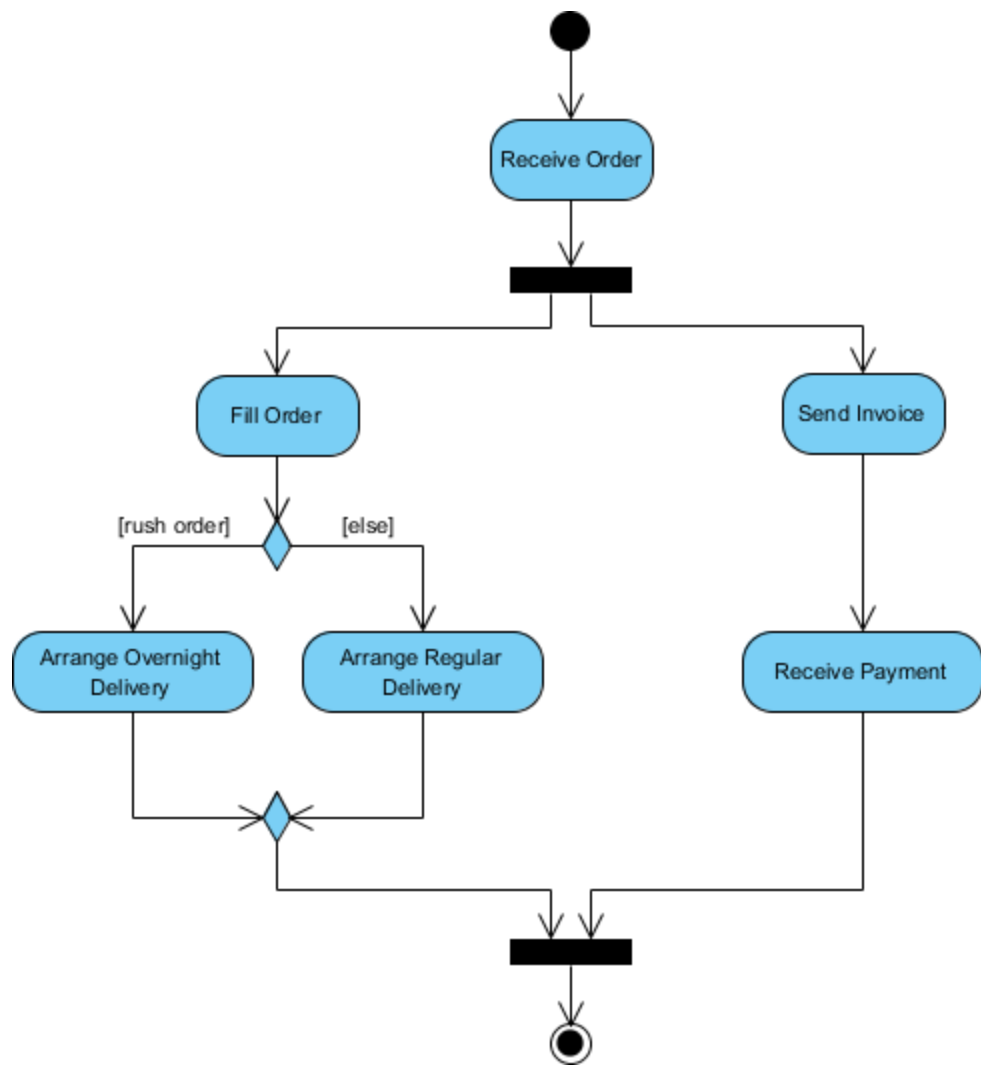 Receive Order
Fill Order
Send Invoice
[rush order]
[else]
Arrange Overnight
Delivery
Arrange Regular
Delivery
Receive Payment